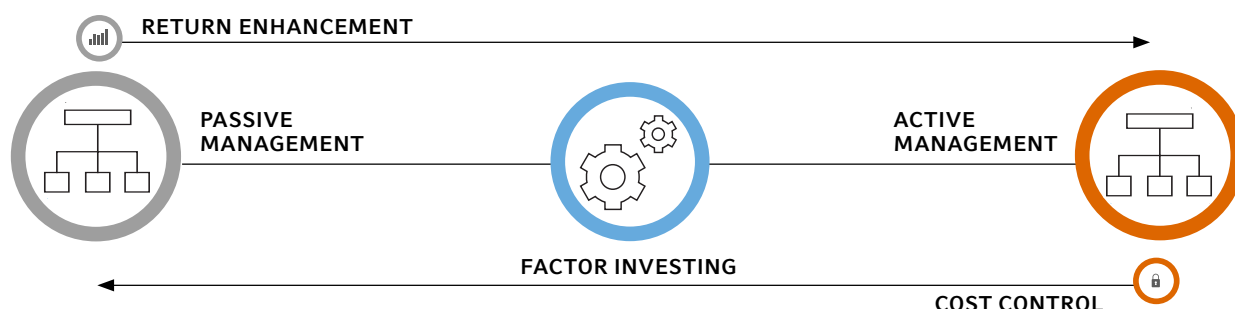 RETURN ENHANCEMENT
PASSIVE
MANAGEMENT
ACTIVE
MANAGEMENT
FACTOR INVESTING
COST CONTROL